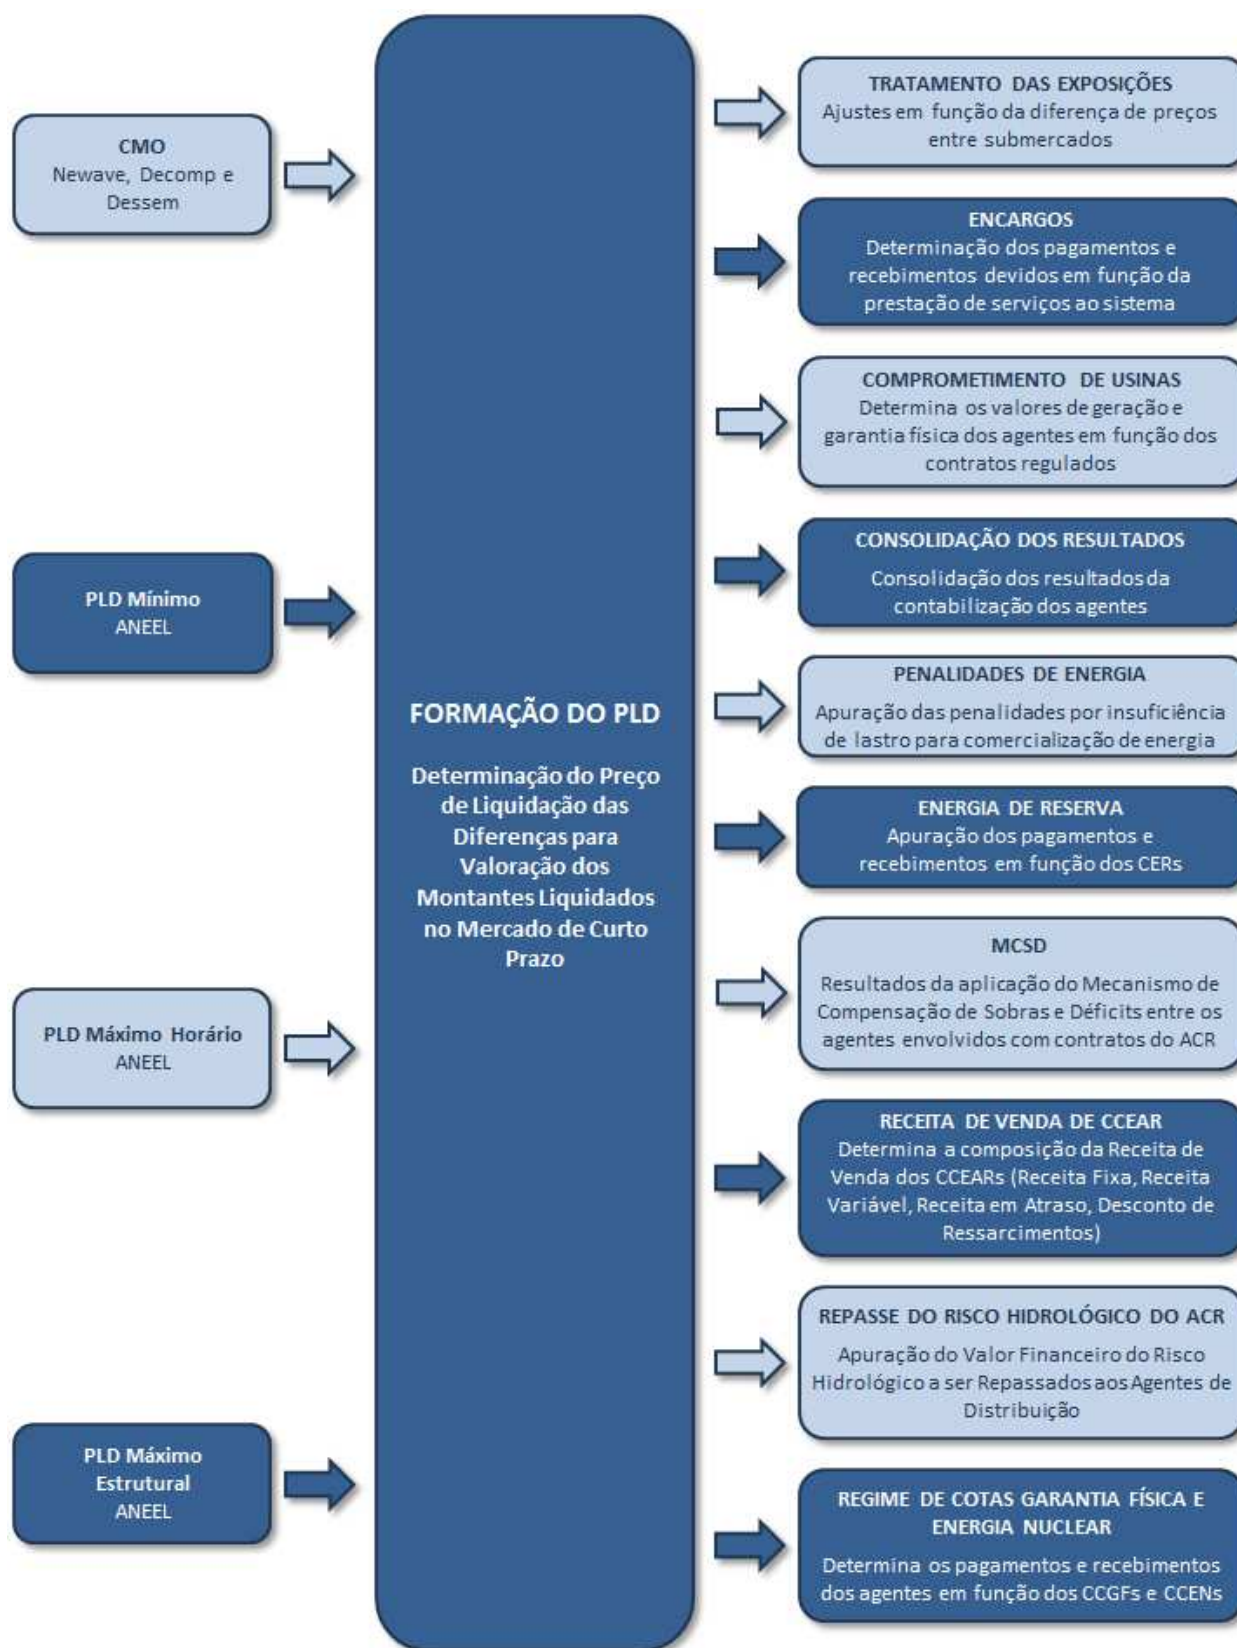 CMO
Newave, Decomp e
Dessem
PLD Mínimo
ANEEL
PLD Máximo Horário
ANEEL
PLD Máximo
Estrutural
ANEEL
FORMAÇÃO DO PLD
Determinação do Preço
de Liquidação das
Diferenças para
Valoração dos
Montantes Liquidados
no Mercado de Curto
Prazo
TRATAMENTO DAS EXPOSIÇÕES
Ajustes em função da diferença de preços
entre submercados
ENCARGOS
Determinação dos pagamentos e
recebimentos devidos em função da
prestação de serviços ao sistema
COMPROMETIMENTO DE USINAS
Determina os valores de geração e
garantia física dos agentes em função dos
contratos regulados
CONSOLIDAÇÃO DOS RESULTADOS
Consolidação dos resultados da
contabilização dos agentes
PENALIDADES DE ENERGIA
Apuração das penalidades por insuficiência
de lastro para comercialização de energia
ENERGIA DE RESERVA
Apuração dos pagamentos e
recebimentos em função dos CERs
MCSD
Resultados da aplicação do Mecanismo de
Compensação de Sobras e Déficits entre os
agentes envolvidos com contratos do ACR
RECEITA DE VENDA DE CCEAR
Determina a composição da Receita de
Venda dos CCEARs (Receita Fixa, Receita
Variável, Receita em Atraso, Desconto de
Ressarcimentos)
REPASSE DO RISCO HIDROLÓGICO DO ACR
Apuração do Valor Financeiro do Risco
Hidrológico a ser Repassados aos Agentes de
Distribuição
REGIME DE COTAS GARANTIA FÍSICA E
ENERGIA NUCLEAR
Determina os pagamentos e recebimentos
dos agentes em função dos CCGFs e CCENs